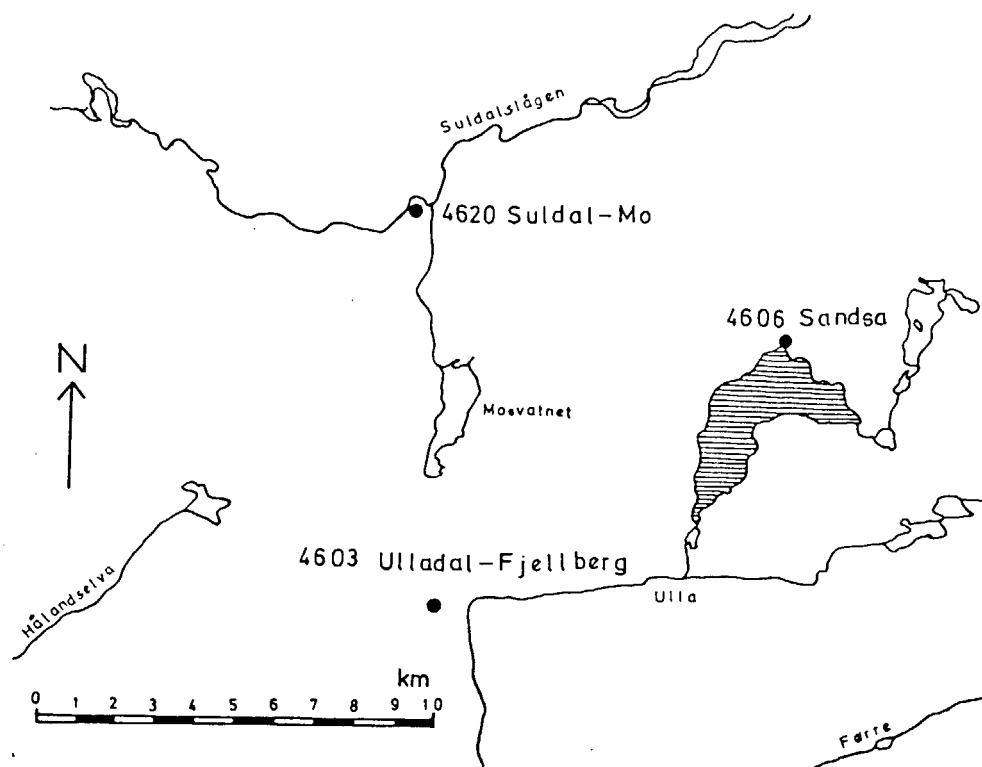 Suldalslågen
4620 Suldal-Mo
4606 Sandsa
N
Mosvatnet
4603 Ulladal-Fjellberg
Ulla
Hålandselva
km
0 1 2 3 4 5 6 7 8 9 10
Førre